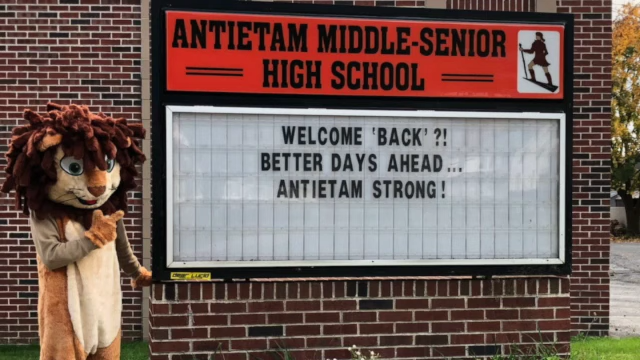 ANTIETAM MIDDLE-SENIOR
HIGH SCHOOL
WELCOME 'BACK' ?!
BETTER DAYS AHEAD...
ANTIETAM STRONG!